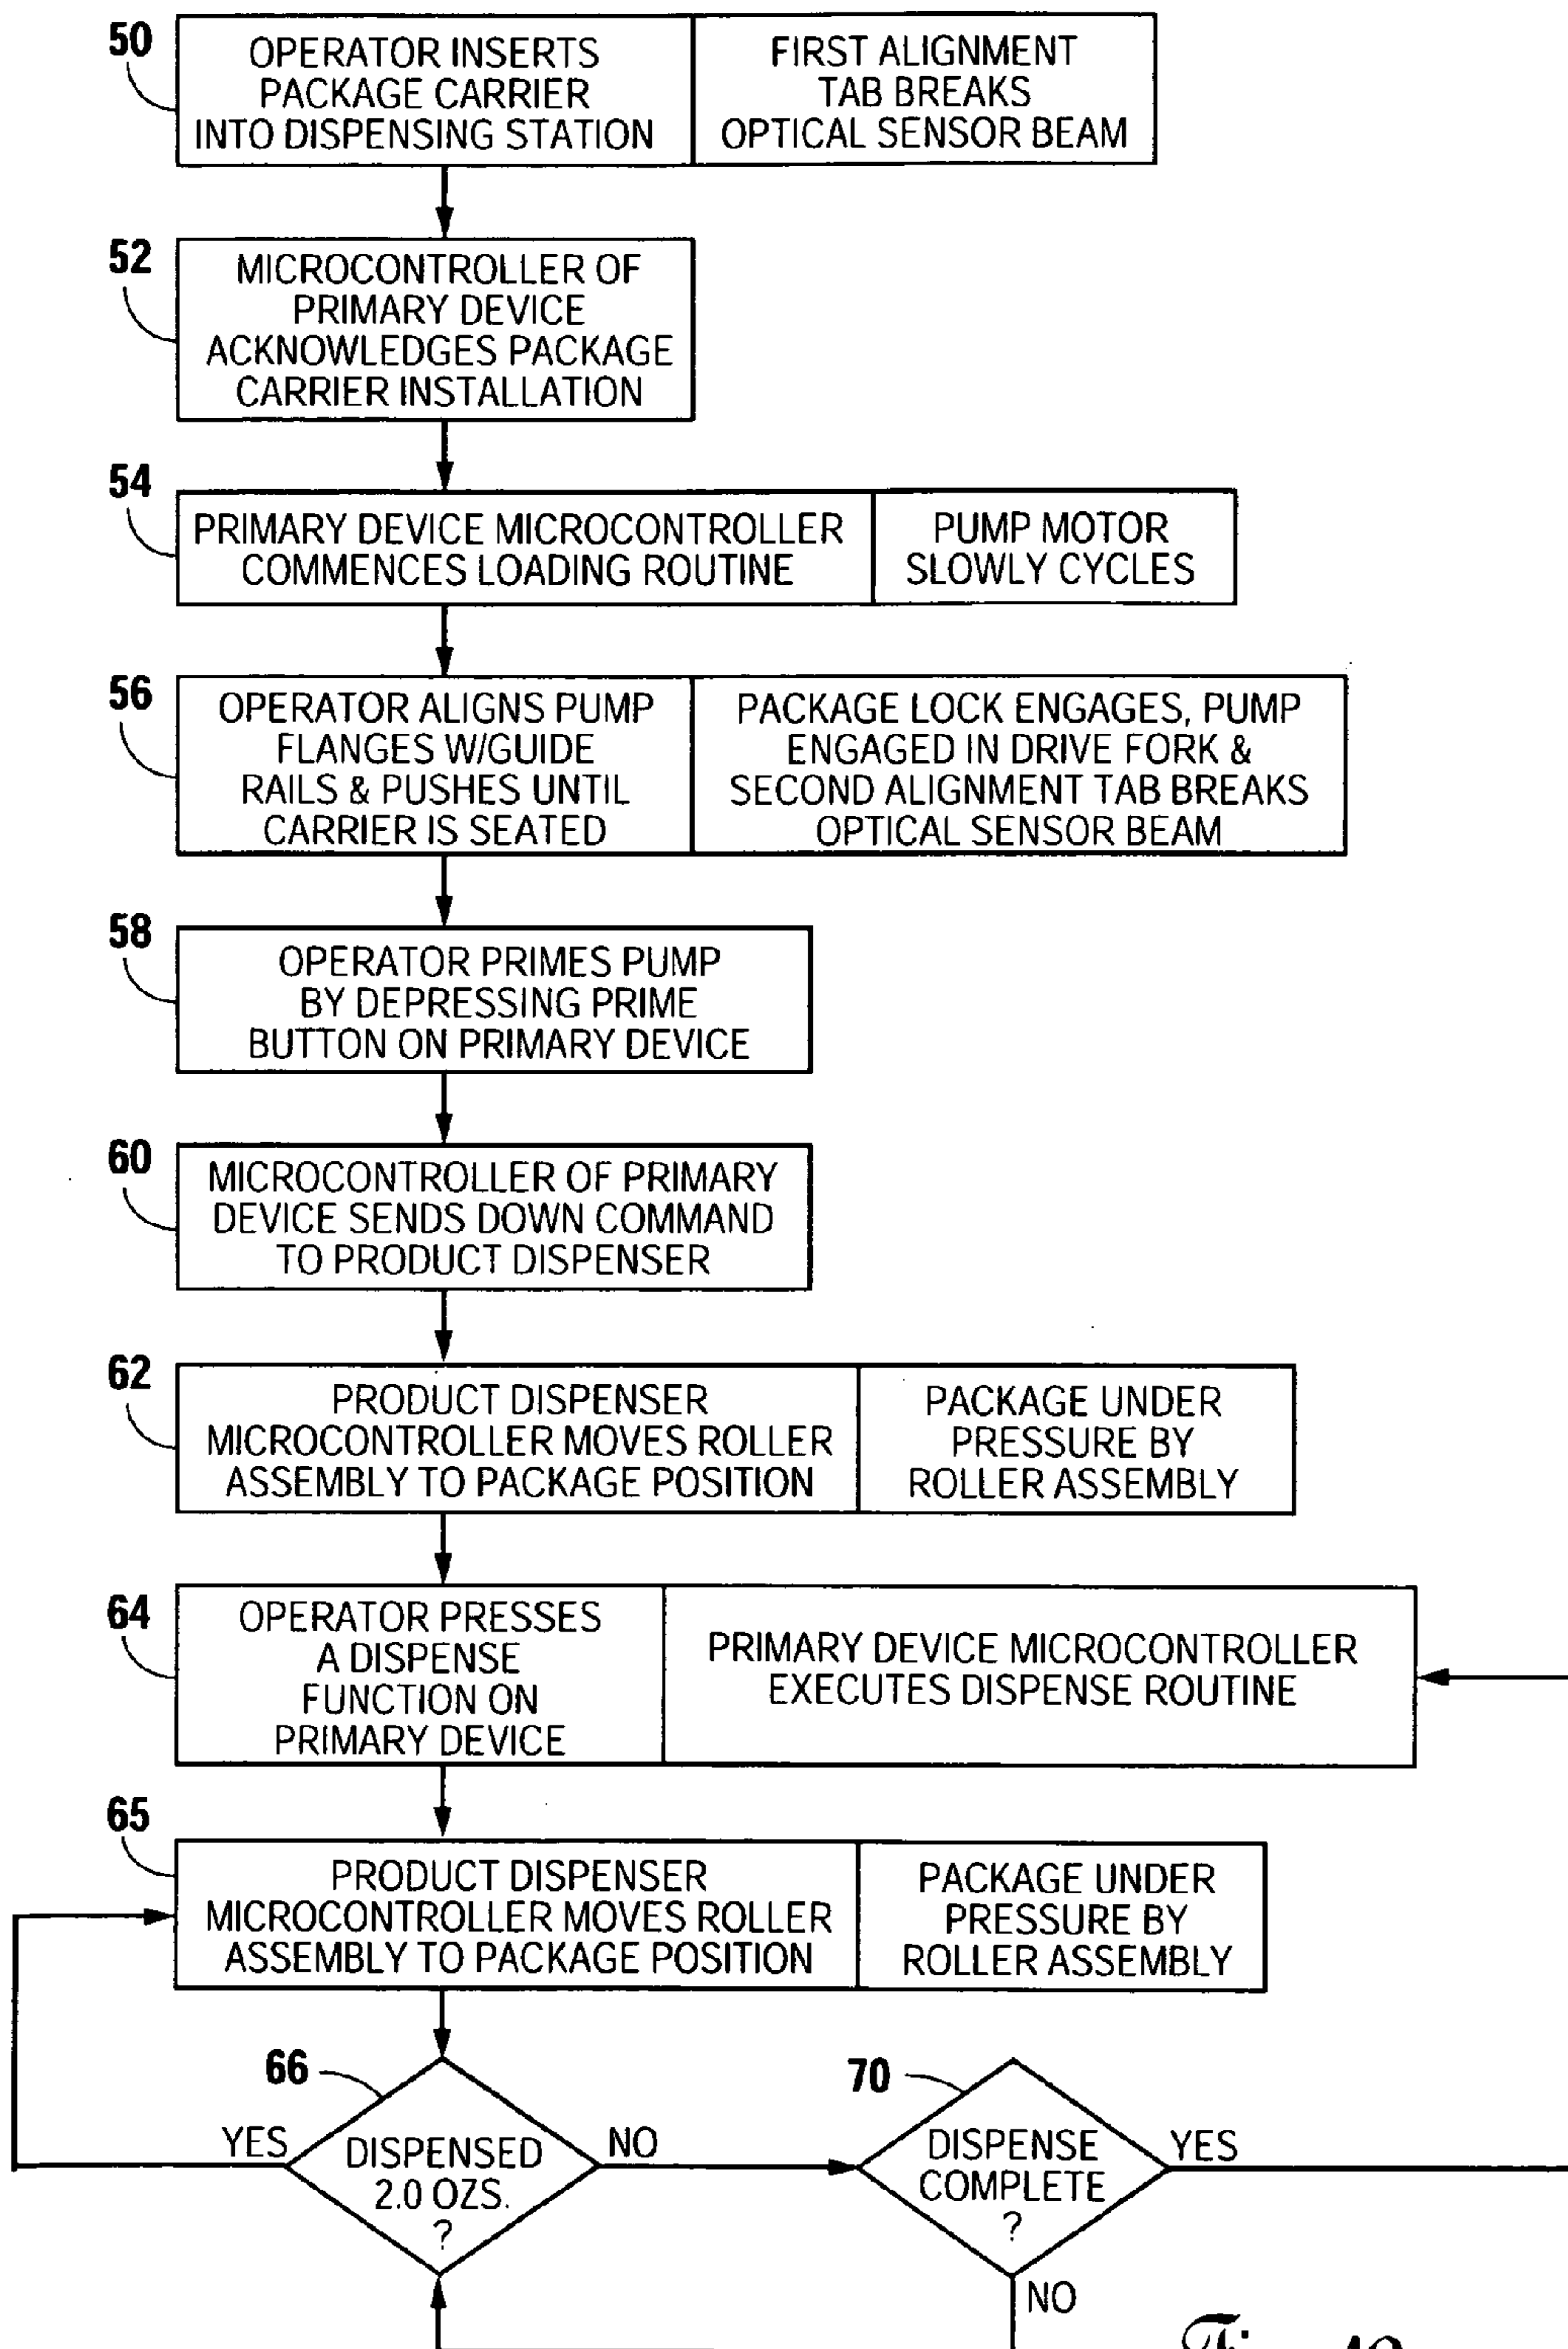 50
OPERATOR INSERTS
PACKAGE CARRIER
INTO DISPENSING STATION
FIRST ALIGNMENT
TAB BREAKS
OPTICAL SENSOR BEAM
52
MICROCONTROLLER OF
PRIMARY DEVICE
ACKNOWLEDGES PACKAGE
CARRIER INSTALLATION
54
PRIMARY DEVICE MICROCONTROLLER
COMMENCES LOADING ROUTINE
PUMP MOTOR
SLOWLY CYCLES
56
OPERATOR ALIGNS PUMP
FLANGES W/GUIDE
RAILS & PUSHES UNTIL
CARRIER IS SEATED
PACKAGE LOCK ENGAGES, PUMP
ENGAGED IN DRIVE FORK &
SECOND ALIGNMENT TAB BREAKS
OPTICAL SENSOR BEAM
58
OPERATOR PRIMES PUMP
BY DEPRESSING PRIME
BUTTON ON PRIMARY DEVICE
60
MICROCONTROLLER OF PRIMARY
DEVICE SENDS DOWN COMMAND
TO PRODUCT DISPENSER
62
PRODUCT DISPENSER
MICROCONTROLLER MOVES ROLLER
ASSEMBLY TO PACKAGE POSITION
PACKAGE UNDER
PRESSURE BY
ROLLER ASSEMBLY
64
OPERATOR PRESSES
A DISPENSE
FUNCTION ON
PRIMARY DEVICE
PRIMARY DEVICE MICROCONTROLLER
EXECUTES DISPENSE ROUTINE
65
PRODUCT DISPENSER
MICROCONTROLLER MOVES ROLLER
ASSEMBLY TO PACKAGE POSITION
PACKAGE UNDER
PRESSURE BY
ROLLER ASSEMBLY
66
YES
DISPENSED
2.0 OZS.
?
NO
70
DISPENSE
COMPLETE
?
YES
NO